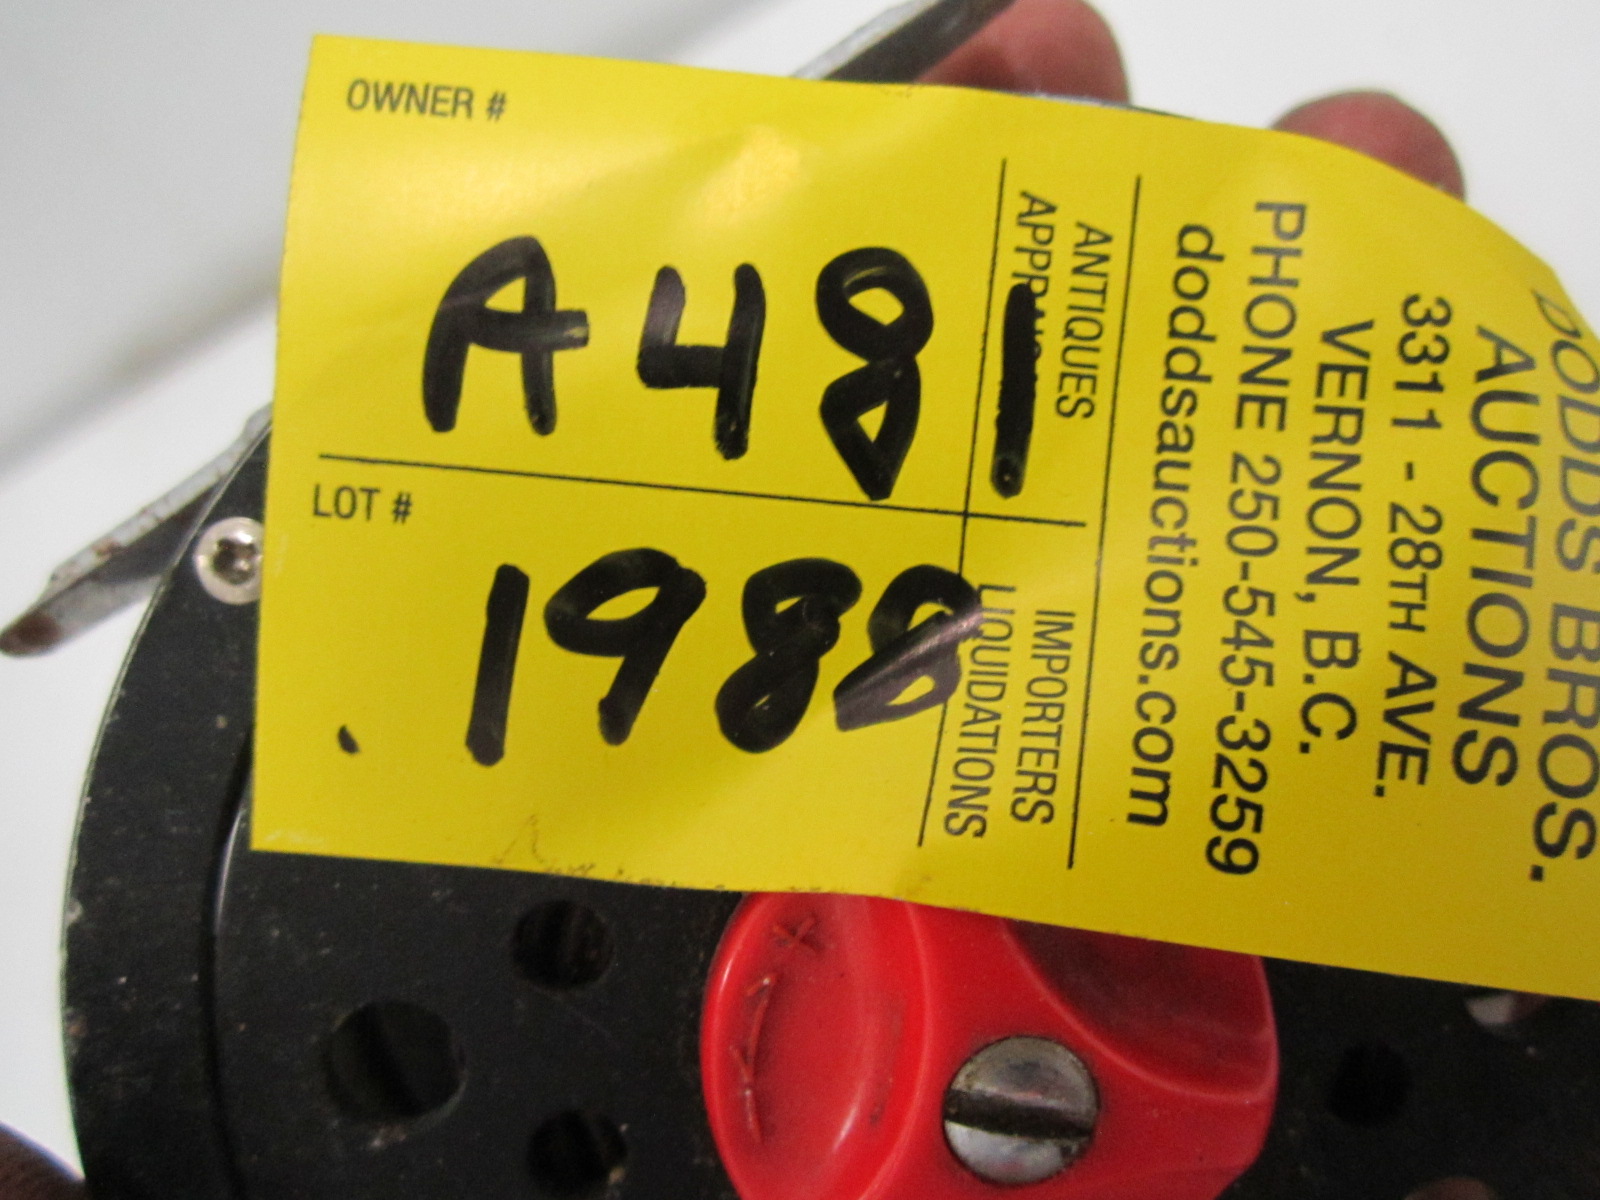 OWNER #
A481
LOT #
1988
DODDS BROS.
AUCTIONS
3311 - 28TH AVE.
VERNON, B.C.
PHONE 250-545-3259
doddsauctions.com
ANTIQUES
APPRAISALS
IMPORTERS
LIQUIDATIONS